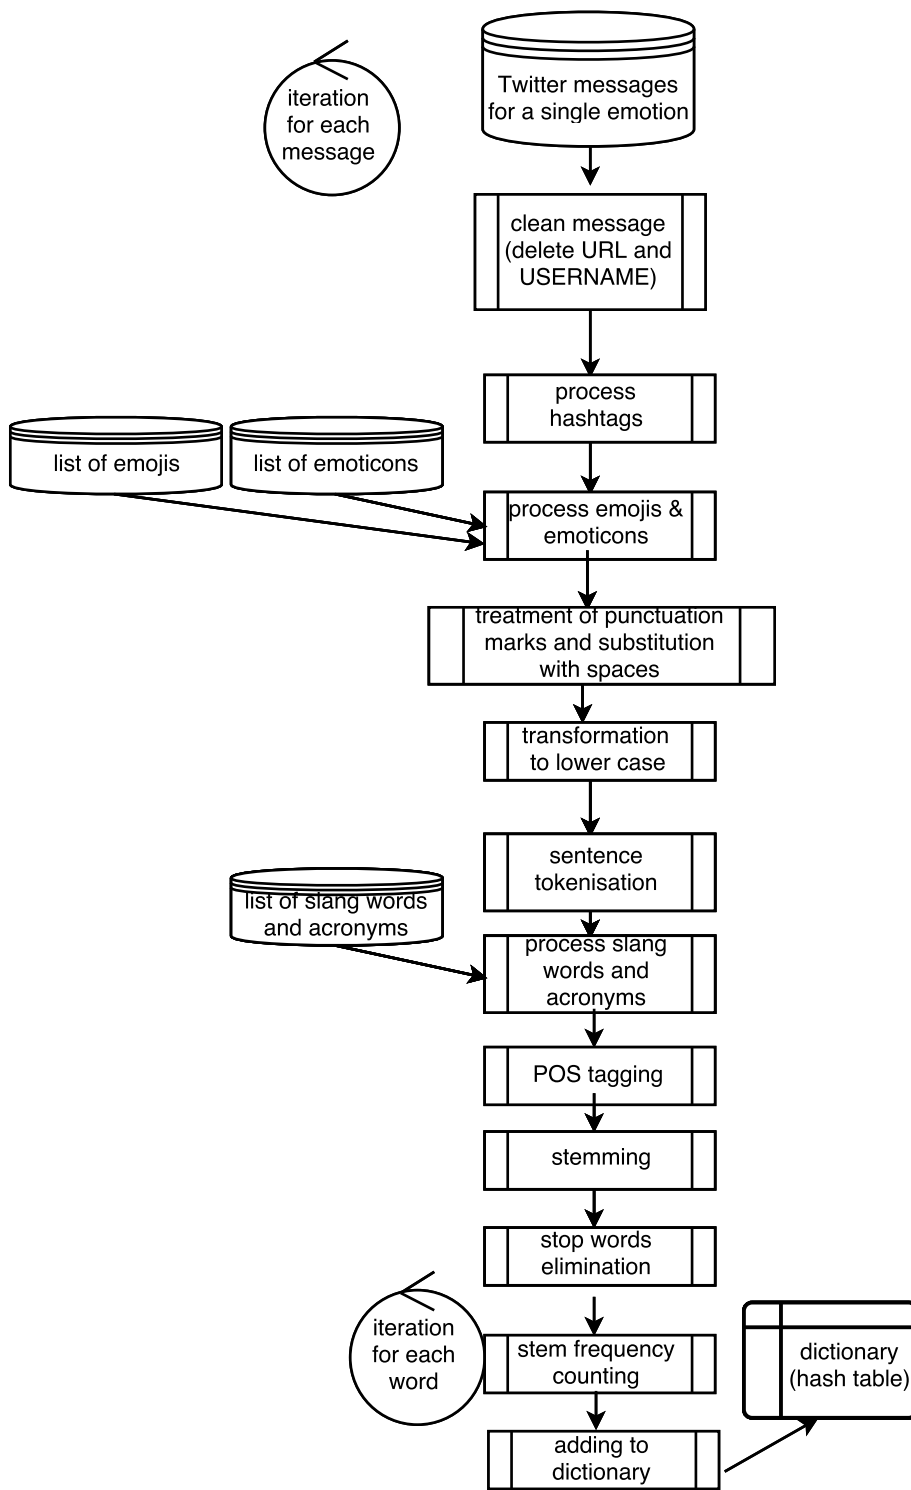 iteration
for each
message
Twitter messages
for a single emotion
clean message
(delete URL and
USERNAME)
process
hashtags
list of emojis
list of emoticons
process emojis &
emoticons
treatment of punctuation
marks and substitution
with spaces
transformation
to lower case
sentence
tokenisation
list of slang words
and acronyms
process slang
words and
acronyms
POS tagging
stemming
stop words
elimination
iteration
for each
word
stem frequency
counting
dictionary
(hash table)
adding to
dictionary